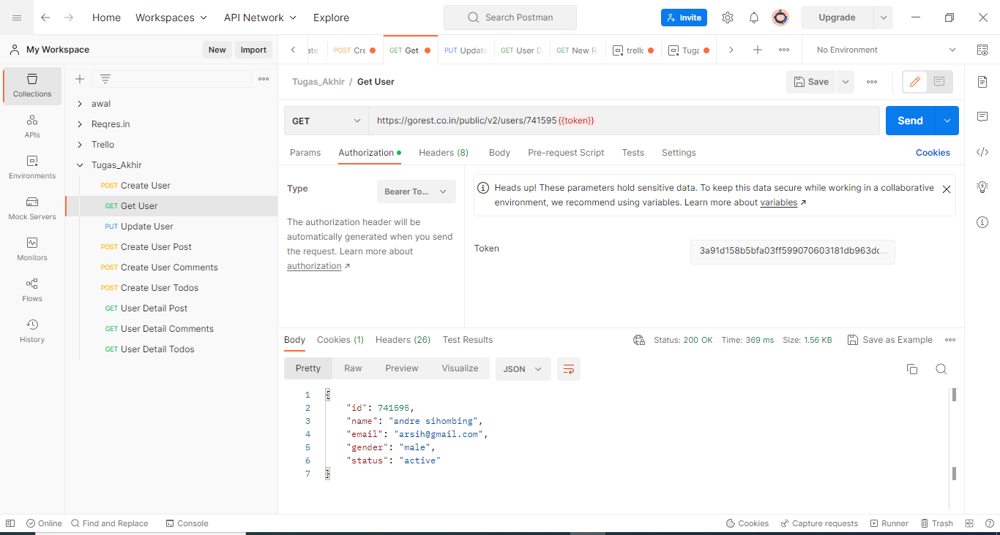 Home Workspaces API Network Explore Search Postman Invite Upgrade
My Workspace New Import
POST Cre GET Get PUT Update GET User D GET New R trello Tuga No Environment
Collections
APIs
Environments
Mock Servers
Monitors
Flows
History
awal
Reqres.in
Trello
Tugas_Akhir
POST Create User
GET Get User
PUT Update User
POST Create User Post
POST Create User Comments
POST Create User Todos
GET User Detail Post
GET User Detail Comments
GET User Detail Todos
Tugas_Akhir / Get User Save
GET https://gorest.co.in/public/v2/users/741595{{token}} Send
Params Authorization Headers (8) Body Pre-request Script Tests Settings Cookies
Type Bearer To...
The authorization header will be
automatically generated when you send
the request. Learn more about
authorization ↗
Heads up! These parameters hold sensitive data. To keep this data secure while working in a collaborative
environment, we recommend using variables. Learn more about variables ↗
Token 3a91d158b5bfa03ff599070603181db963dc...
Body Cookies (1) Headers (26) Test Results Status: 200 OK Time: 369 ms Size: 1.56 KB Save as Example
Pretty Raw Preview Visualize JSON
1 {
2 "id": 741595,
3 "name": "andre sihombing",
4 "email": "arsih@gmail.com",
5 "gender": "male",
6 "status": "active"
7 }
Online Find and Replace Console Cookies Capture requests Runner Trash